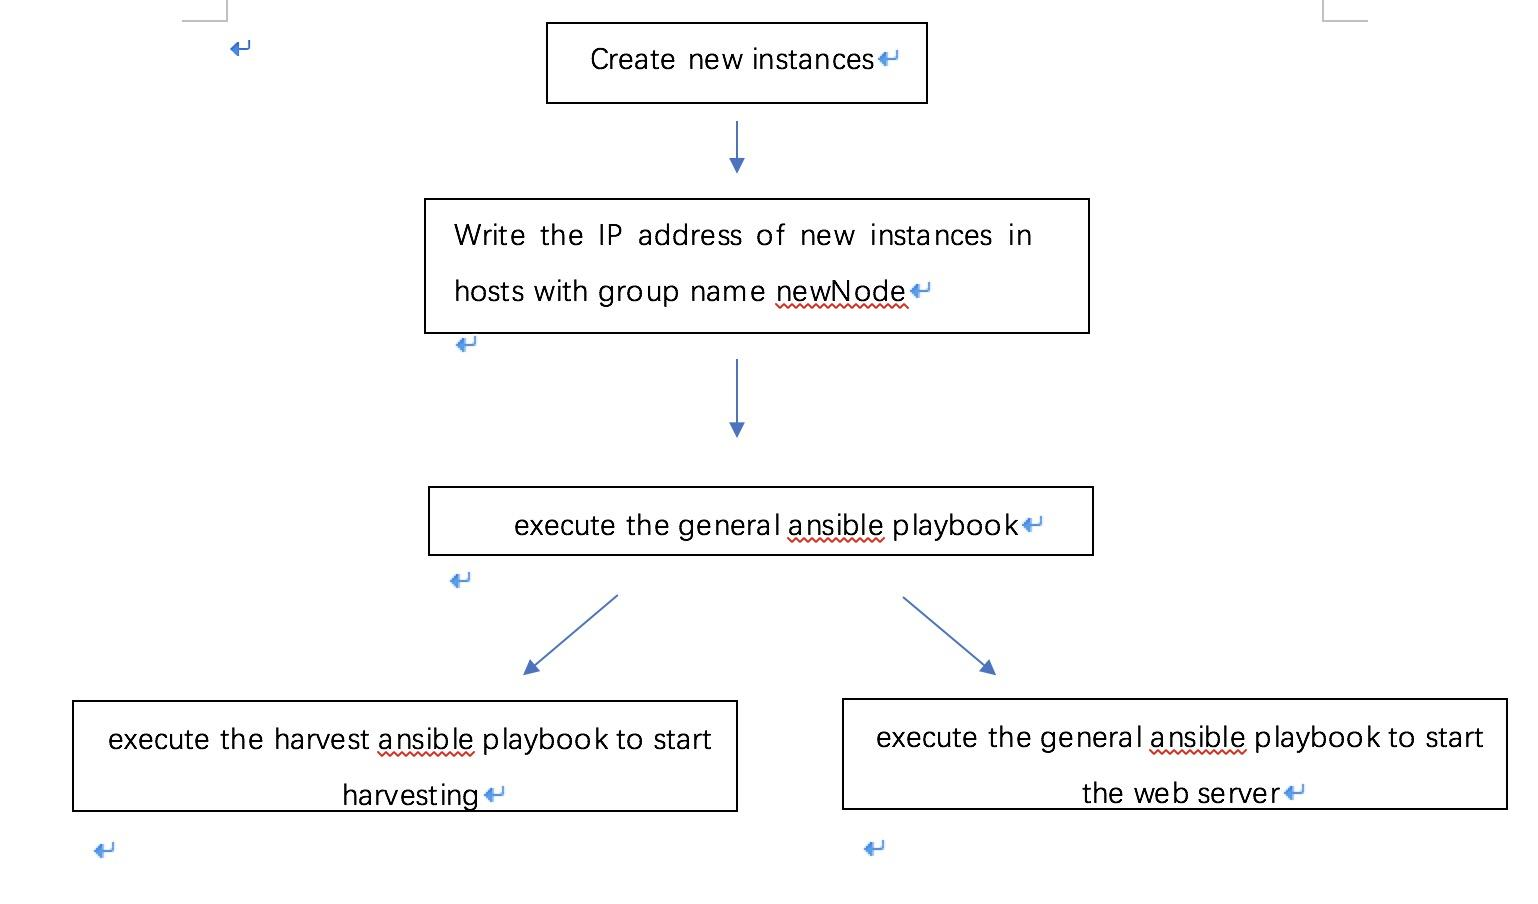 Create new instances
Write the IP address of new instances in
hosts with group name newNode
execute the general ansible playbook
execute the harvest ansible playbook to start
harvesting
execute the general ansible playbook to start
the web server